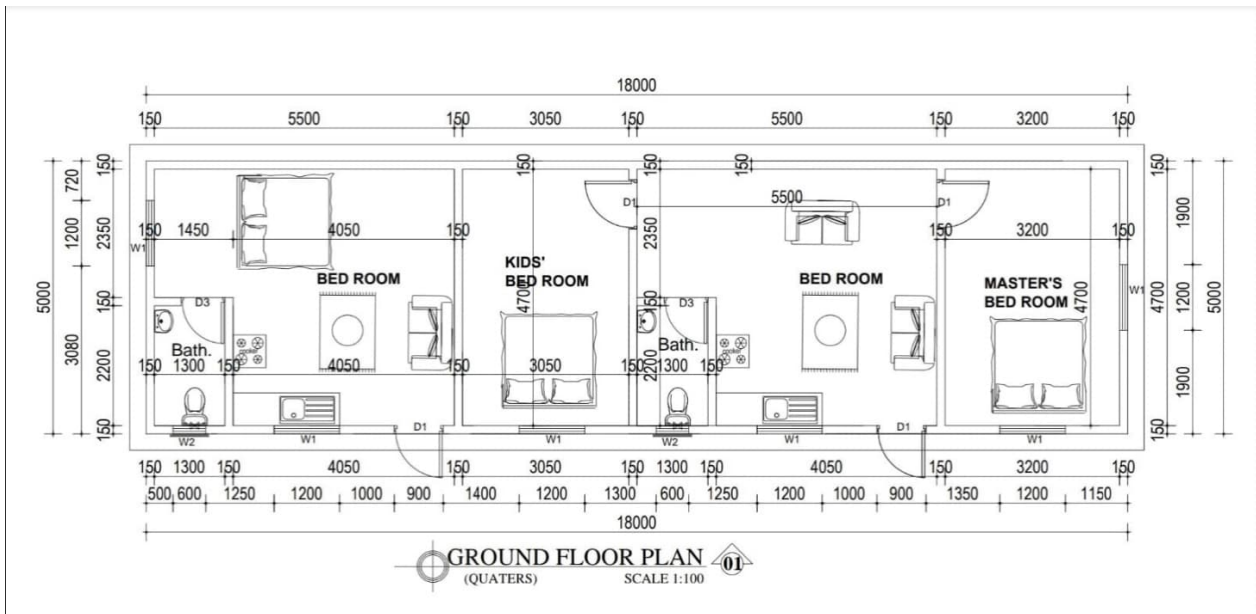 18000
150 5500 150 3050 150 5500 150 3200 150
150 150 150 150 150
720
D1 5500 D1
1200 2350 150 1450 4050 150 2350 150 3200 150 1900
W1
5000 BED ROOM KIDS' BED ROOM BED ROOM MASTER'S BED ROOM 4700 4700 4700 1200 5000
W1
150 D3 150 D3
3080 cooker cooker
Bath. Bath.
2200 150 1300 150 4050 150 3050 150 2200 1300 150 1900
150 W2 W1 D1 W1 W2 W1 D1 W1 150
150 1300 150 4050 150 3050 150 1300 150 4050 150 3200 150
500 600 1250 1200 1000 900 1400 1200 1300 600 1250 1200 1000 900 1350 1200 1150
18000
GROUND FLOOR PLAN 01
(QUATERS) SCALE 1:100